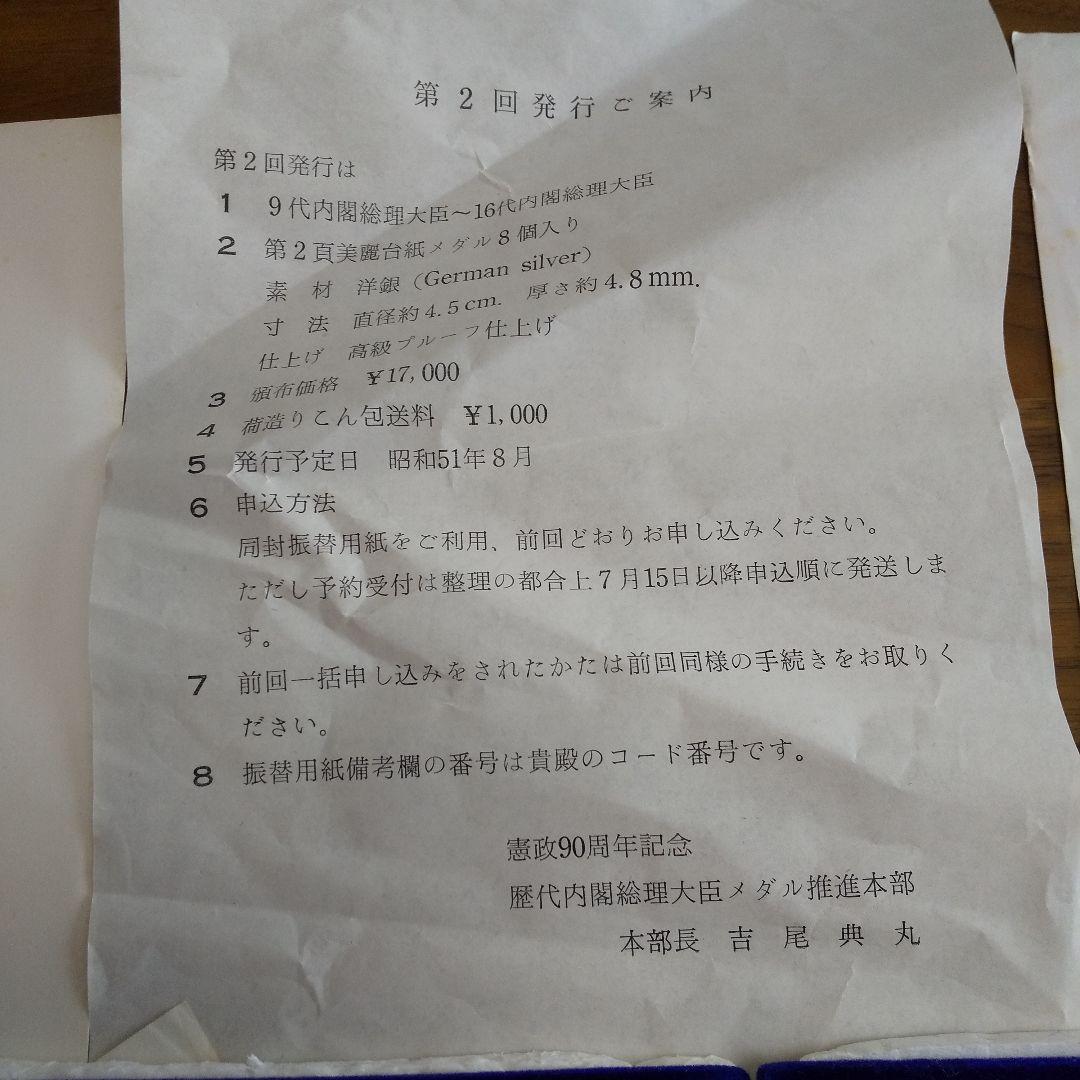 第2回発行ご案内
第2回発行は
1 9代内閣総理大臣〜16代内閣総理大臣
2 第2頁美麗台紙メダル8個入り
素材 洋銀(German silver)
寸法 直径約4.5cm. 厚さ約4.8mm.
仕上げ 高級プルーフ仕上げ
3 頒布価格 ¥17,000
4 荷造りこん包送料 ¥1,000
5 発行予定日 昭和51年8月
6 申込方法
同封振替用紙をご利用、前回どおりお申し込みください。
ただし予約受付は整理の都合上7月15日以降申込順に発送しま
す。
7 前回一括申し込みをされたかたは前回同様の手続きをお取りく
ださい。
8 振替用紙備考欄の番号は貴殿のコード番号です。
憲政90周年記念
歴代内閣総理大臣メダル推進本部
本部長 吉尾典丸